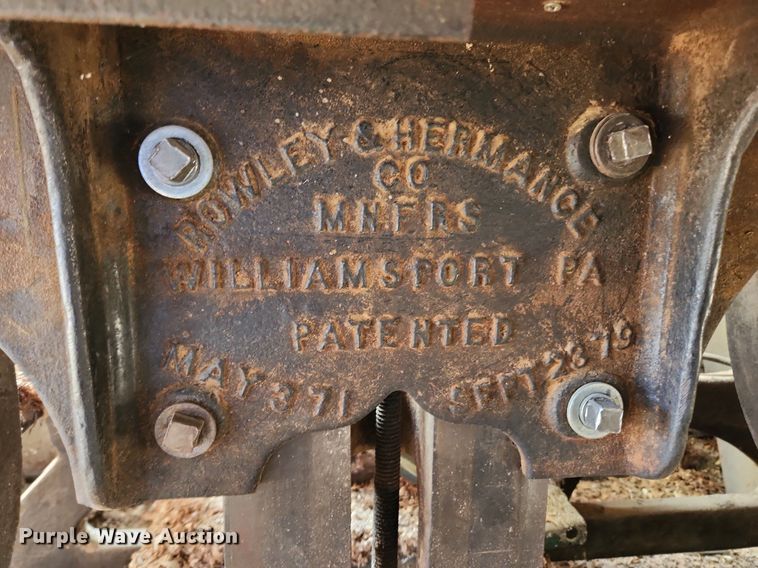 ROWLEY & HERMANCE
CO
MNFRS
WILLIAMSPORT PA
PATENTED
MAY 3 71 SEPT 23 79
Purple Wave Auction